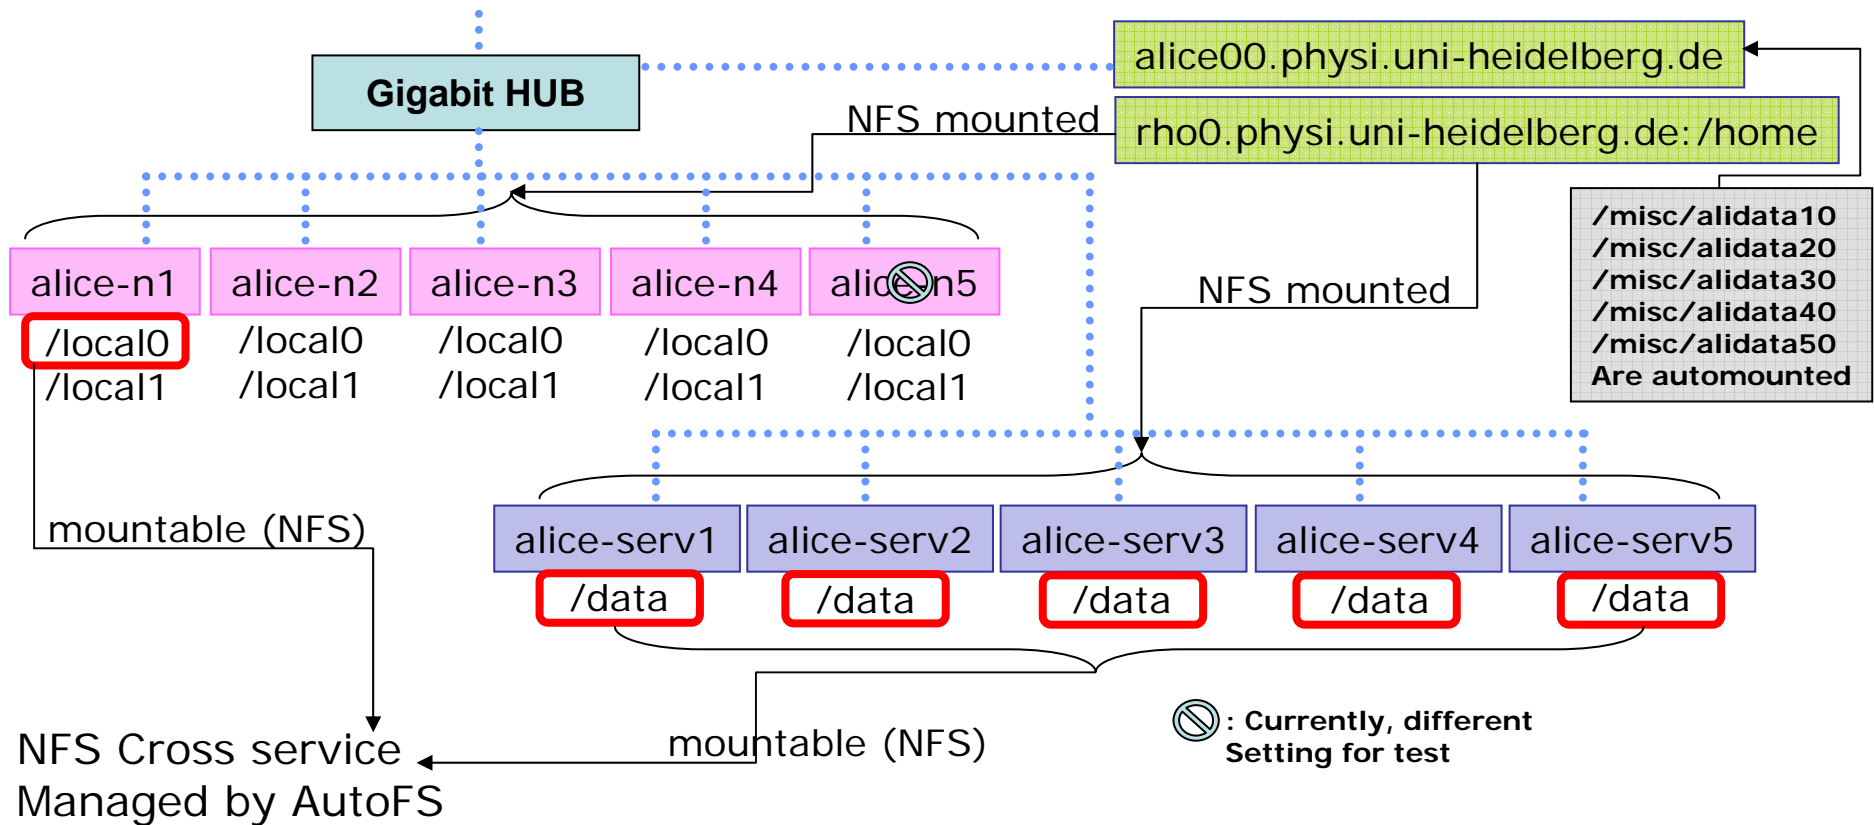 Gigabit HUB
alice00.physi.uni-heidelberg.de
NFS mounted
rho0.physi.uni-heidelberg.de:/home
/misc/alidata10
/misc/alidata20
/misc/alidata30
/misc/alidata40
/misc/alidata50
Are automounted
alice-n1
alice-n2
alice-n3
alice-n4
alice-n5
NFS mounted
/local0
/local0
/local0
/local0
/local0
/local1
/local1
/local1
/local1
/local1
mountable (NFS)
alice-serv1
alice-serv2
alice-serv3
alice-serv4
alice-serv5
/data
/data
/data
/data
/data
NFS Cross service
Managed by AutoFS
mountable (NFS)
: Currently, different
Setting for test